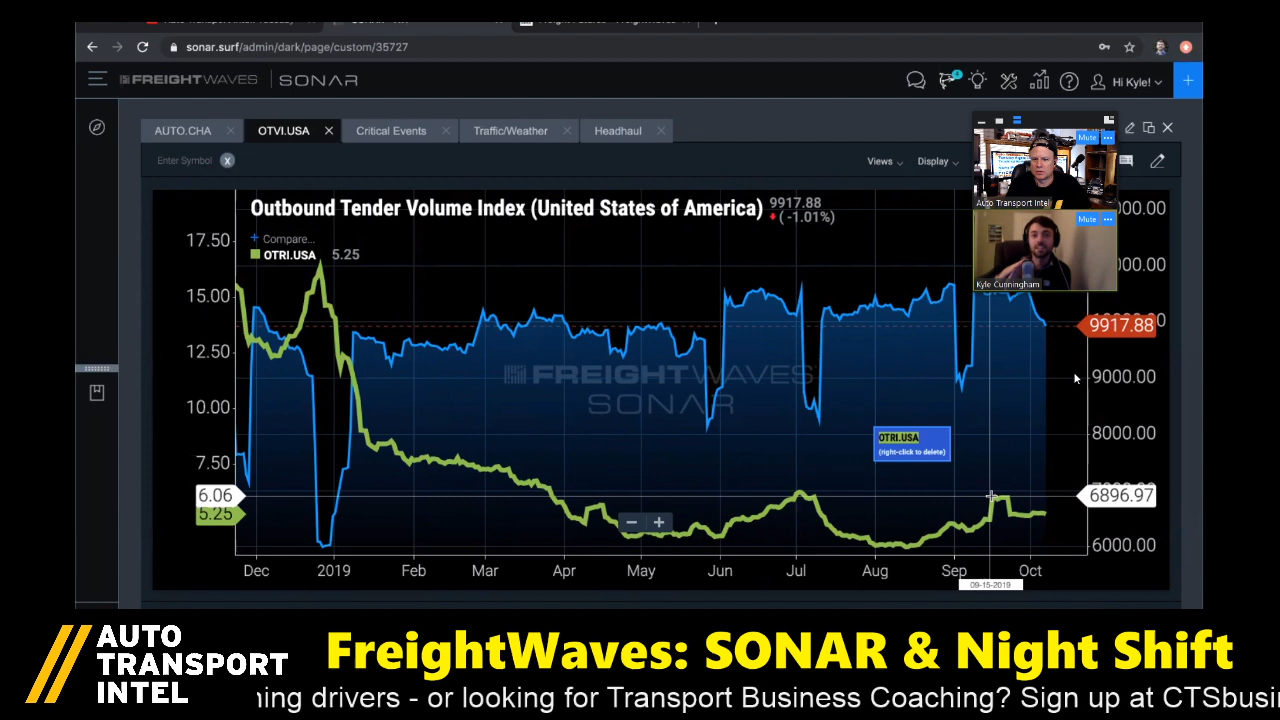 sonar.surf/admin/dark/page/custom/35727
FREIGHTWAVES | SONAR
Hi Kyle!
AUTO.CHA
OTVI.USA
Critical Events
Traffic/Weather
Headhaul
Enter Symbol
X
Views
Display
Mute
Auto Transport Intel
Mute
Kyle Cunningham
Outbound Tender Volume Index (United States of America)
9917.88
(-1.01%)
+ Compare...
OTRI.USA 5.25
17.50
15.00
12.50
10.00
7.50
6.06
5.25
9917.88
9000.00
8000.00
6896.97
6000.00
FREIGHTWAVES
SONAR
OTRI.USA
(right-click to delete)
Dec 2019 Feb Mar Apr May Jun Jul Aug Sep Oct
09-15-2019
AUTO
TRANSPORT
INTEL
FreightWaves: SONAR & Night Shift
drivers - or looking for Transport Business Coaching? Sign up at